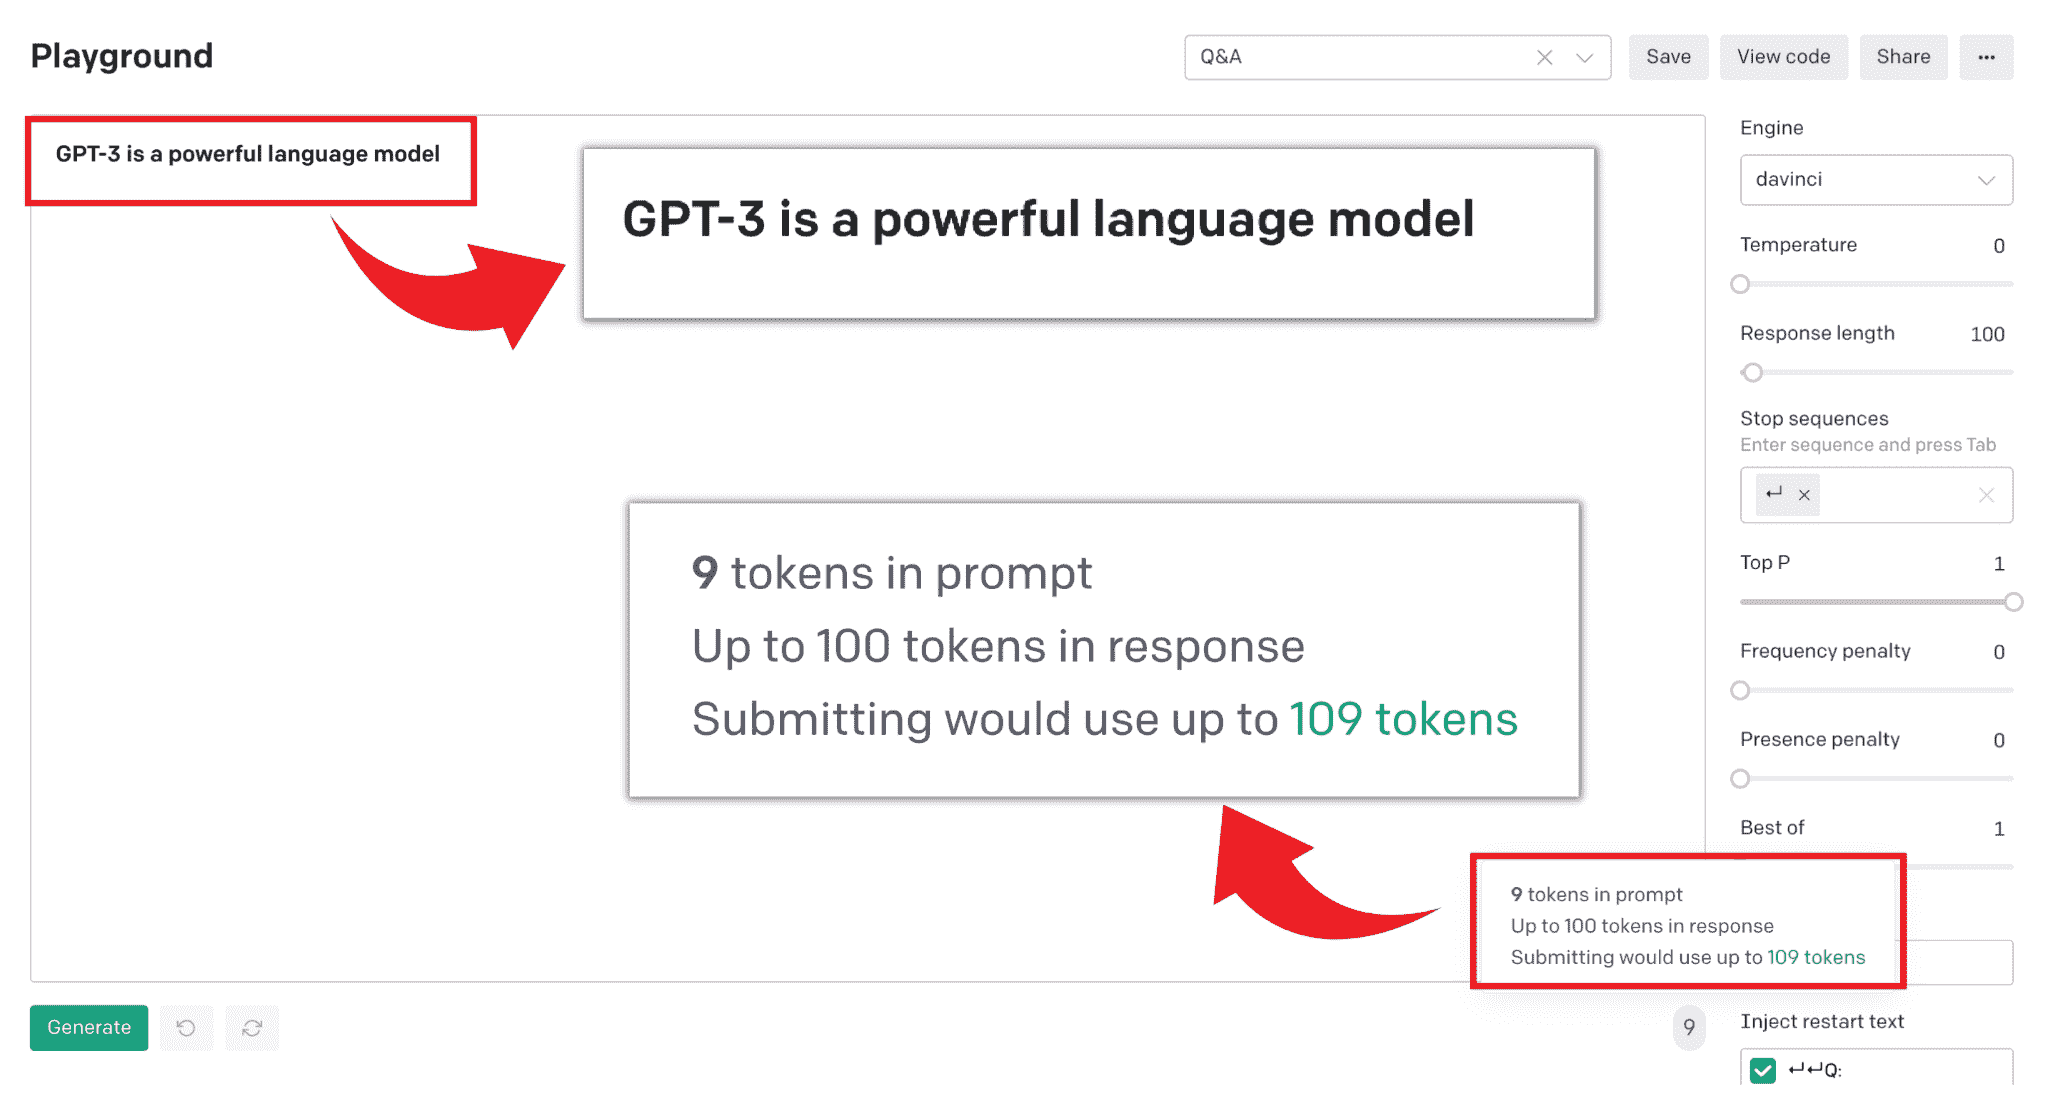 Playground
Q&A
Save
View code
Share
GPT-3 is a powerful language model
GPT-3 is a powerful language model
9 tokens in prompt
Up to 100 tokens in response
Submitting would use up to 109 tokens
Engine
davinci
Temperature 0
Response length 100
Stop sequences
Enter sequence and press Tab
↵
Top P 1
Frequency penalty 0
Presence penalty 0
Best of 1
9 tokens in prompt
Up to 100 tokens in response
Submitting would use up to 109 tokens
Generate
9
Inject restart text
↵↵Q: